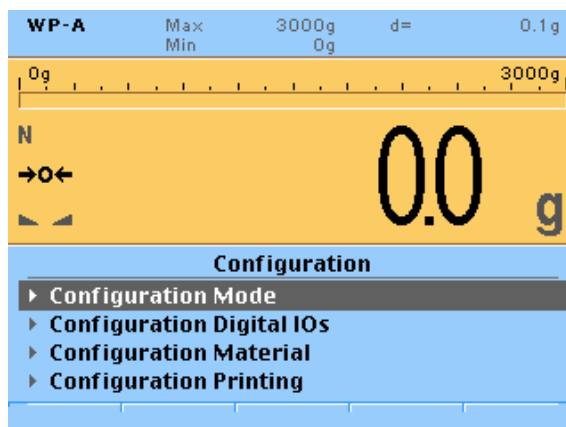 WP-A Max 3000g d= 0.1g
Min 0g
0g 3000g
N
→0←
0.0 g
Configuration
Configuration Mode
Configuration Digital IOs
Configuration Material
Configuration Printing